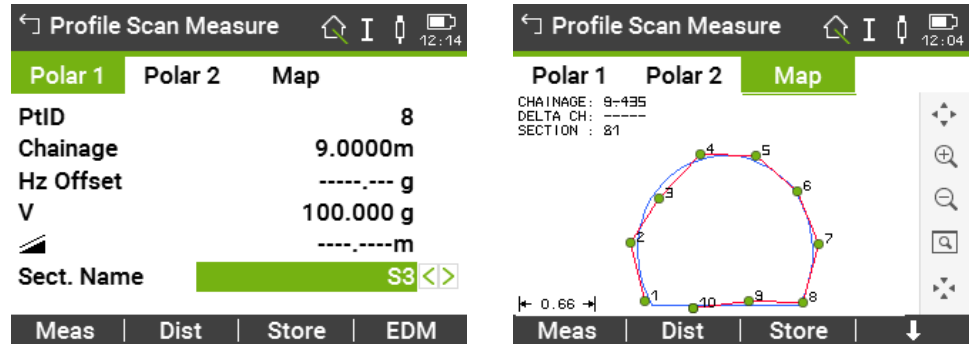 Profile Scan Measure
12:14
Polar 1 Polar 2 Map
PtID 8
Chainage 9.0000m
Hz Offset -----.--- g
V 100.000 g
----.----m
Sect. Name S3
Meas Dist Store EDM
Profile Scan Measure
12:04
Polar 1 Polar 2 Map
CHAINAGE: 9.435
DELTA CH: -----
SECTION : S1
4 5
3 6
2 7
1 10 9 8
0.66
Meas Dist Store